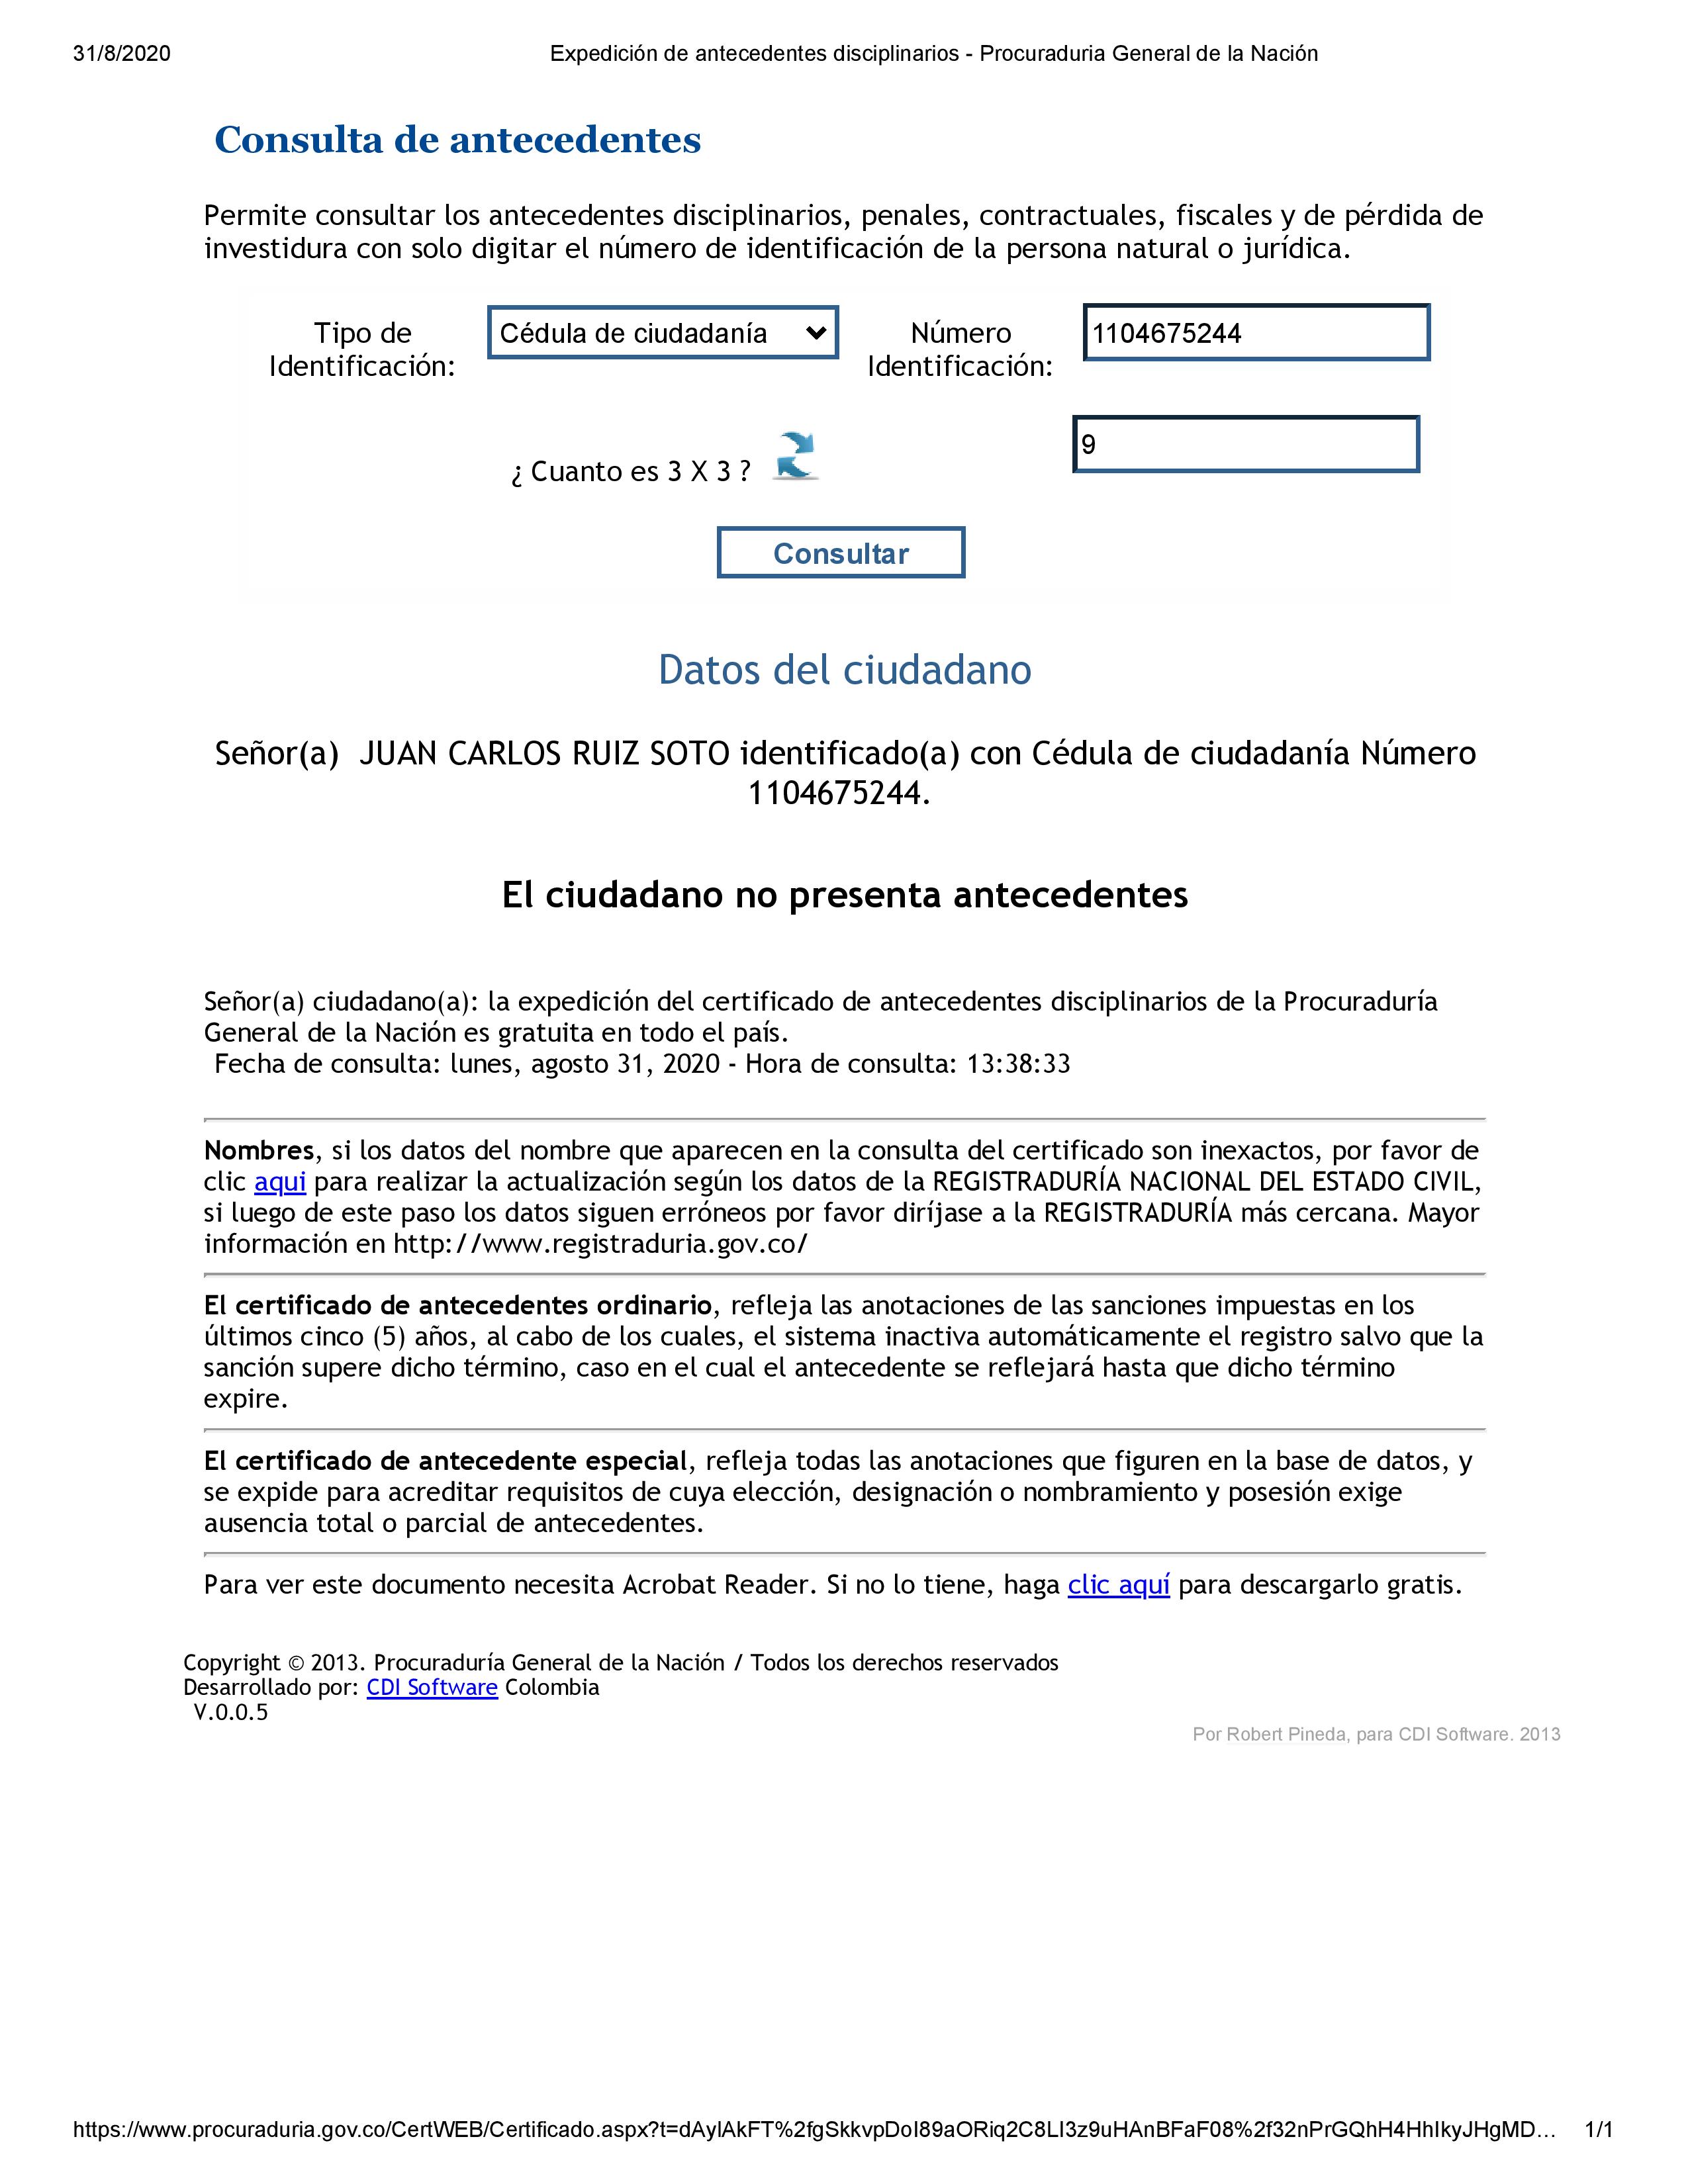 31/8/2020 Expedición de antecedentes disciplinarios - Procuraduria General de la Nación
Consulta de antecedentes
Permite consultar los antecedentes disciplinarios, penales, contractuales, fiscales y de pérdida de
investidura con solo digitar el número de identificación de la persona natural o jurídica.
Tipo de Identificación: Cédula de ciudadanía Número Identificación: 1104675244
¿ Cuanto es 3 X 3 ? 9
Consultar
Datos del ciudadano
Señor(a) JUAN CARLOS RUIZ SOTO identificado(a) con Cédula de ciudadanía Número
1104675244.
El ciudadano no presenta antecedentes
Señor(a) ciudadano(a): la expedición del certificado de antecedentes disciplinarios de la Procuraduría
General de la Nación es gratuita en todo el país.
Fecha de consulta: lunes, agosto 31, 2020 - Hora de consulta: 13:38:33
Nombres, si los datos del nombre que aparecen en la consulta del certificado son inexactos, por favor de
clic aqui para realizar la actualización según los datos de la REGISTRADURÍA NACIONAL DEL ESTADO CIVIL,
si luego de este paso los datos siguen erróneos por favor diríjase a la REGISTRADURÍA más cercana. Mayor
información en http://www.registraduria.gov.co/
El certificado de antecedentes ordinario, refleja las anotaciones de las sanciones impuestas en los
últimos cinco (5) años, al cabo de los cuales, el sistema inactiva automáticamente el registro salvo que la
sanción supere dicho término, caso en el cual el antecedente se reflejará hasta que dicho término
expire.
El certificado de antecedente especial, refleja todas las anotaciones que figuren en la base de datos, y
se expide para acreditar requisitos de cuya elección, designación o nombramiento y posesión exige
ausencia total o parcial de antecedentes.
Para ver este documento necesita Acrobat Reader. Si no lo tiene, haga clic aquí para descargarlo gratis.
Copyright © 2013. Procuraduría General de la Nación / Todos los derechos reservados
Desarrollado por: CDI Software Colombia
V.0.0.5
Por Robert Pineda, para CDI Software. 2013
https://www.procuraduria.gov.co/CertWEB/Certificado.aspx?t=dAylAkFT%2fgSkkvpDoI89aORiq2C8LI3z9uHAnBFaF08%2f32nPrGQhH4HhIkyJHgMD… 1/1